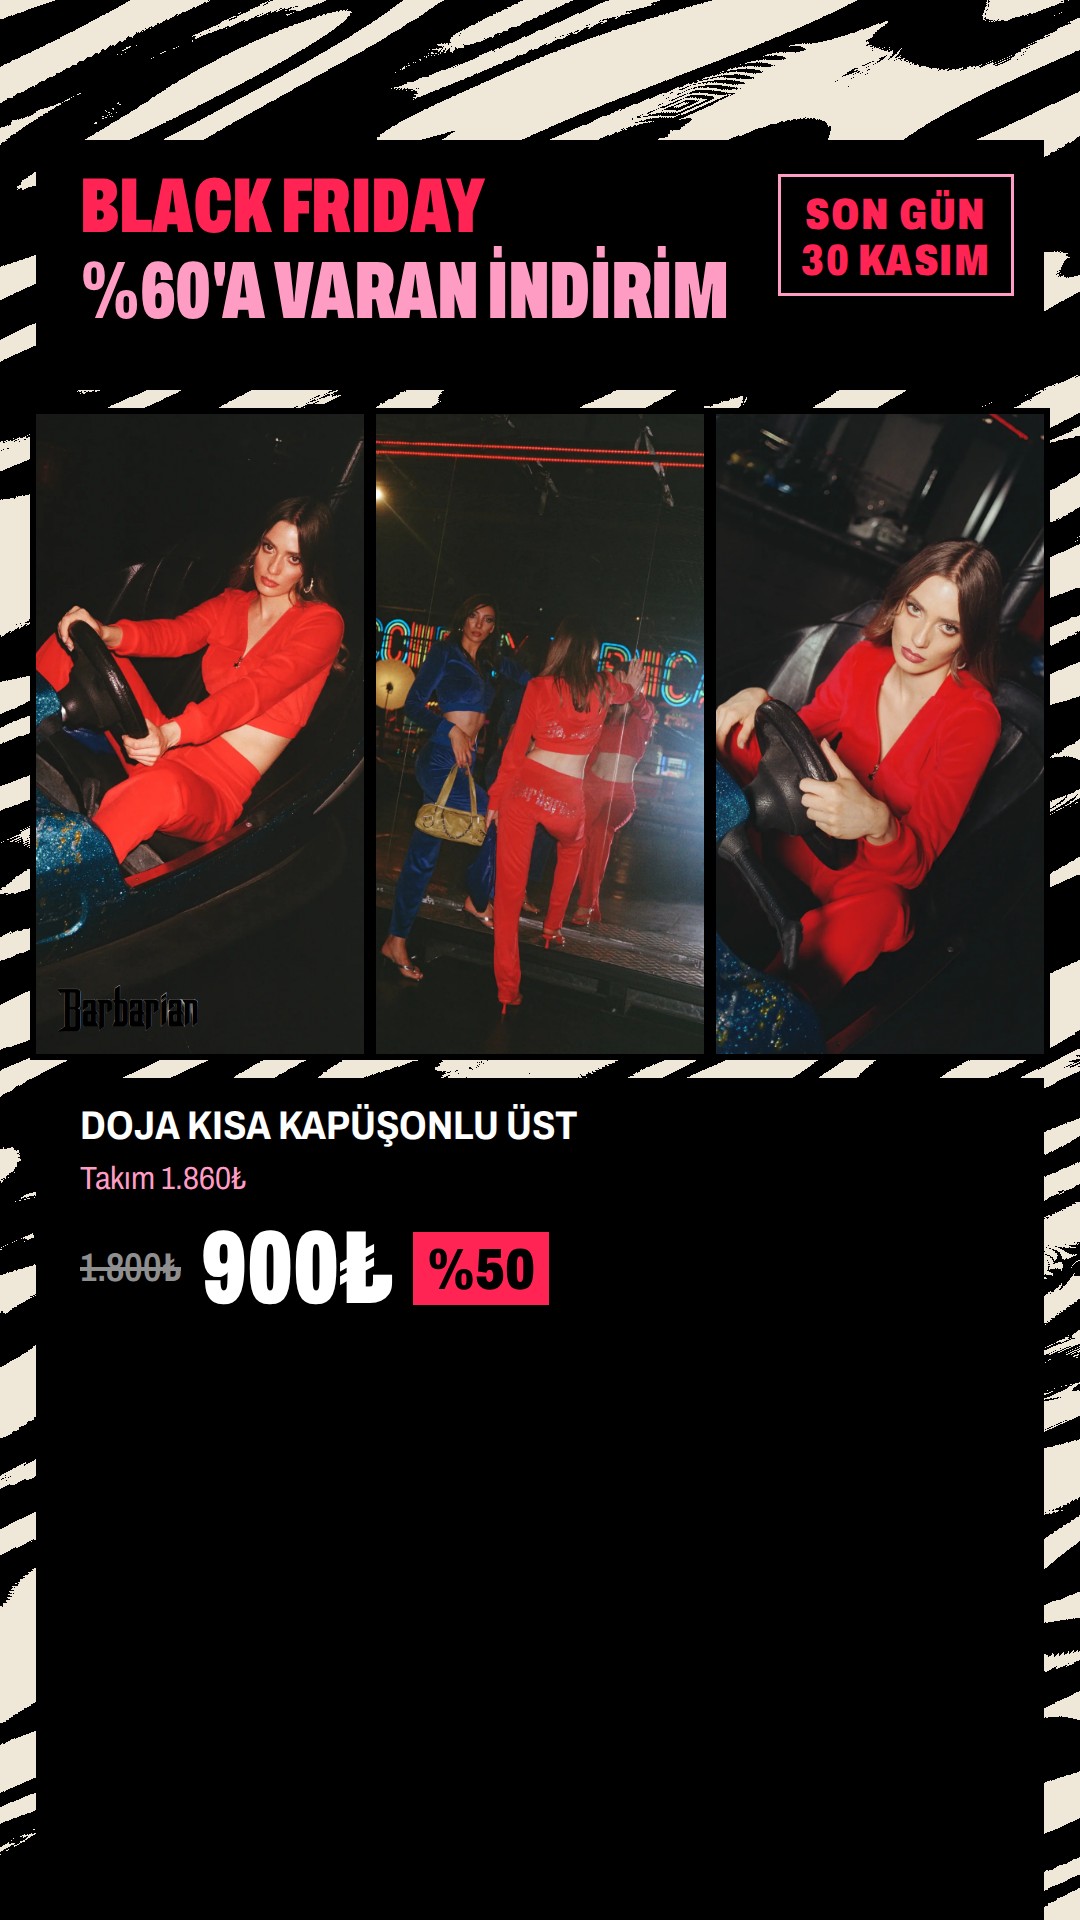 BLACK FRIDAY
%60'A VARAN İNDİRİM
SON GÜN
30 KASIM
Barbarian
DOJA KISA KAPÜŞONLU ÜST
Takım 1.860₺
1.800₺ 900₺ %50